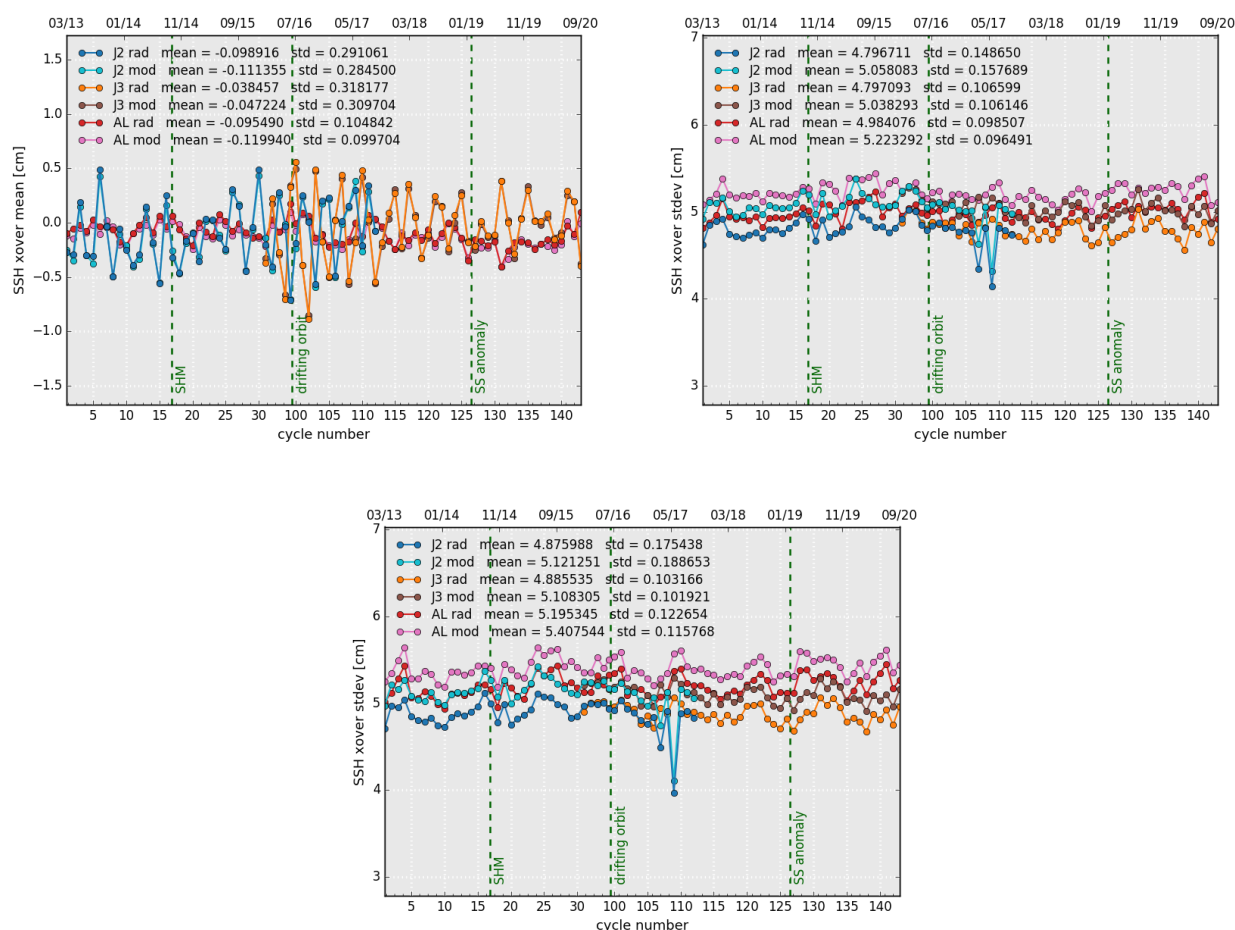 03/13 01/14 11/14 09/15 07/16 05/17 03/18 01/19 11/19 09/20
J2 rad mean = -0.098916 std = 0.291061
J2 mod mean = -0.111355 std = 0.284500
J3 rad mean = -0.038457 std = 0.318177
J3 mod mean = -0.047224 std = 0.309704
AL rad mean = -0.095490 std = 0.104842
AL mod mean = -0.119940 std = 0.099704
SSH xover mean [cm]
1.5
1.0
0.5
0.0
−0.5
−1.0
−1.5
SHM
drifting orbit
SS anomaly
5 10 15 20 25 30 100 105 110 115 120 125 130 135 140
cycle number
03/13 01/14 11/14 09/15 07/16 05/17 03/18 01/19 11/19 09/20
J2 rad mean = 4.796711 std = 0.148650
J2 mod mean = 5.058083 std = 0.157689
J3 rad mean = 4.797093 std = 0.106599
J3 mod mean = 5.038293 std = 0.106146
AL rad mean = 4.984076 std = 0.098507
AL mod mean = 5.223292 std = 0.096491
SSH xover stdev [cm]
7
6
5
4
3
SHM
drifting orbit
SS anomaly
5 10 15 20 25 30 100 105 110 115 120 125 130 135 140
cycle number
03/13 01/14 11/14 09/15 07/16 05/17 03/18 01/19 11/19 09/20
J2 rad mean = 4.875988 std = 0.175438
J2 mod mean = 5.121251 std = 0.188653
J3 rad mean = 4.885535 std = 0.103166
J3 mod mean = 5.108305 std = 0.101921
AL rad mean = 5.195345 std = 0.122654
AL mod mean = 5.407544 std = 0.115768
SSH xover stdev [cm]
7
6
5
4
3
SHM
drifting orbit
SS anomaly
5 10 15 20 25 30 100 105 110 115 120 125 130 135 140
cycle number